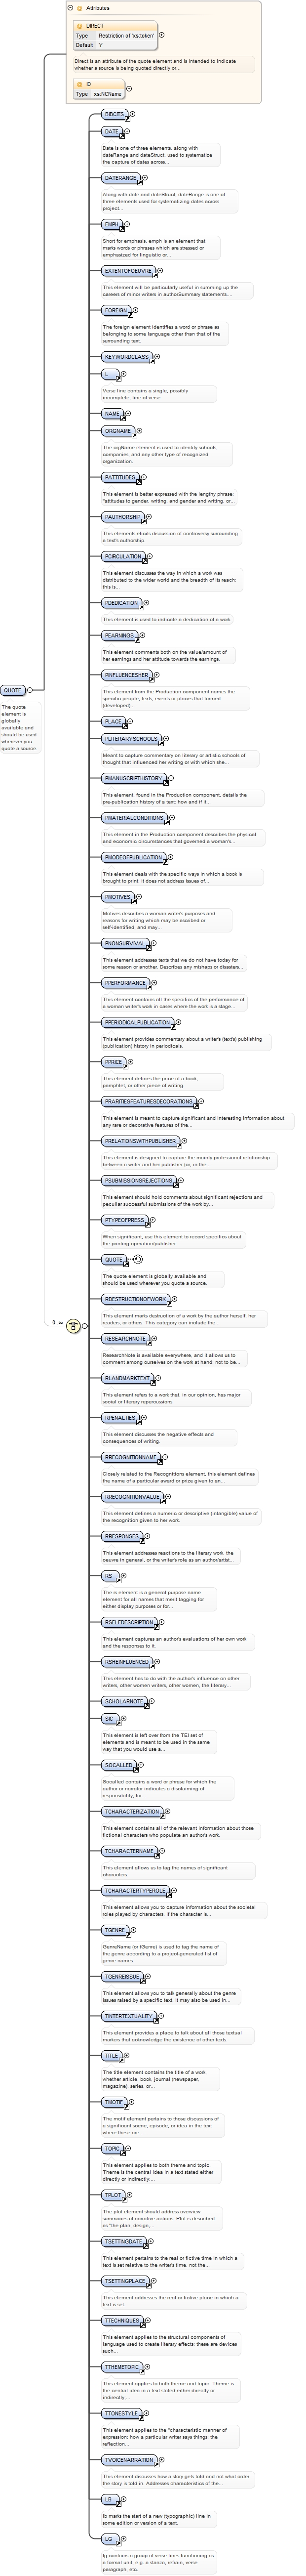 Attributes
DIRECT
Type Restriction of 'xs:token'
Default Y
Direct is an attribute of the quote element and is intended to indicate
whether a source is being quoted directly or...
ID
Type xs:NCName
BIBCITS
DATE
Date is one of three elements, along with
dateRange and dateStruct, used to systematize
the capture of dates across...
DATERANGE
Along with date and dateStruct, dateRange is one of
three elements used for systematizing dates across
project...
EMPH
Short for emphasis, emph is an element that
marks words or phrases which are stressed or
emphasized for linguistic or...
EXTENTOFOEUVRE
This element will be particularly useful in summing up the
careers of minor writers in authorSummary statements....
FOREIGN
The foreign element identifies a word or phrase as
belonging to some language other than that of the
surrounding text.
KEYWORDCLASS
L
Verse line contains a single, possibly
incomplete, line of verse
NAME
ORGNAME
The orgName element is used to identify schools,
companies, and any other type of recognized
organization.
PATTITUDES
This element is better expressed with the lengthy phrase:
"attitudes to gender, writing, and gender and writing, or...
PAUTHORSHIP
This elements elicits discussion of controversy surrounding
a text's authorship.
PCIRCULATION
This element discusses the way in which a work was
distributed to the wider world and the breadth of its reach:
this is...
PDEDICATION
This element is used to indicate a dedication of a work.
PEARNINGS
This element comments both on the value/amount of
her earnings and her attitude towards the earnings.
PINFLUENCESHER
This element from the Production component names the
specific people, texts, events or places that formed
(developed)...
PLACE
PLITERARYSCHOOLS
Meant to capture commentary on literary or artistic schools of
thought that influenced her writing or with which she...
PMANUSCRIPTHISTORY
This element, found in the Production component, details the
pre-publication history of a text: how and if it...
PMATERIALCONDITIONS
This element in the Production component describes the physical
and economic circumstances that governed a woman's...
PMODEOFPUBLICATION
This element deals with the specific ways in which a book is
brought to print; it does not address issues of...
PMOTIVES
Motives describes a woman writer's purposes and
reasons for writing which may be ascribed or
self-identified, and may...
PNONSURVIVAL
This element addresses texts that we do not have today for
some reason or another. Describes any mishaps or disasters...
PPERFORMANCE
This element contains all the specifics of the performance of
a woman writer's work in cases where the work is a stage...
PPERIODICALPUBLICATION
This element provides commentary about a writer's (text's) publishing
(publication) history in periodicals.
PPRICE
This element defines the price of a book,
pamphlet, or other piece of writing.
PRARITIESFEATURESDECORATIONS
This element is meant to capture significant and interesting information about
any rare or decorative features of the...
PRELATIONSWITHPUBLISHER
This element is designed to capture the mainly professional relationship
between a writer and her publisher (or, in the...
PSUBMISSIONSREJECTIONS
This element should hold comments about significant rejections and
peculiar successful submissions of the work by...
PTYPEOFPRESS
When significant, use this element to record specifics about
the printing operation/publisher.
QUOTE
The quote element is globally available and
should be used wherever you quote a source.
RDESTRUCTIONOFWORK
This element marks destruction of a work by the author herself, her
readers, or others. This category can include the...
RESEARCHNOTE
ResearchNote is available everywhere, and it allows us to
comment among ourselves on the work at hand; not to be...
RLANDMARKTEXT
This element refers to a work that, in our opinion, has major
social or literary repercussions.
RPENALTIES
This element discusses the negative effects and
consequences of writing.
RRECOGNITIONNAME
Closely related to the Recognitions element, this element defines
the name of a particular award or prize given to an...
RRECOGNITIONVALUE
This element defines a numeric or descriptive (intangible) value of
the recognition given to her work.
RRESPONSES
This element addresses reactions to the literary work, the
oeuvre in general, or the writer's role as an author/artist...
RS
The rs element is a general purpose name
element for all names that merit tagging for
either display purposes or for...
RSELFDESCRIPTION
This element captures an author's evaluations of her own work
and the responses to it.
RSHEINFLUENCED
This element has to do with the author's influence on other
writers, other women writers, other women, the literary...
SCHOLARNOTE
SIC
This element is left over from the TEI set of
elements and is meant to be used in the same
way that you would use a...
SOCALLED
Socalled contains a word or phrase for which the
author or narrator indicates a disclaiming of
responsibility, for...
TCHARACTERIZATION
This element contains all of the relevant information about those
fictional characters who populate an author's work.
TCHARACTERNAME
This element allows us to tag the names of significant
characters.
TCHARACTERTYPEROLE
This element allows you to capture information about the societal
roles played by characters. If the character is...
TGENRE
GenreName (or tGenre) is used to tag the name of
the genre according to a project-generated list of
genre names.
TGENREISSUE
This element allows you to talk generally about the genre
issues raised by a specific text. It may also be used in...
TINTERTEXTUALITY
This element provides a place to talk about all those textual
markers that acknowledge the existence of other texts.
TITLE
The title element contains the title of a work,
whether article, book, journal (newspaper,
magazine), series, or...
TMOTIF
The motif element pertains to those discussions of
a significant scene, episode, or idea in the text
where these are...
TOPIC
This element applies to both theme and topic.
Theme is the central idea in a text stated either
directly or indirectly;...
TPLOT
The plot element should address overview
summaries of narrative actions. Plot is described
as "the plan, design,...
TSETTINGDATE
This element pertains to the real or fictive time in which a
text is set relative to the writer's time, not the...
TSETTINGPLACE
This element addresses the real or fictive place in which a
text is set.
TTECHNIQUES
This element applies to the structural components of
language used to create literary effects: these are devices
such...
TTHEMETOPIC
This element applies to both theme and topic. Theme is
the central idea in a text stated either directly or
indirectly;...
TTONESTYLE
This element applies to the "characteristic manner of
expression; how a particular writer says things; the
reflection...
TVOICENARRATION
This element discusses how a story gets told and not what order
the story is told in. Addresses characteristics of the...
LB
lb marks the start of a new (typographic) line in
some edition or version of a text.
LG
lg contains a group of verse lines functioning as
a formal unit, e.g. a stanza, refrain, verse
paragraph, etc.
QUOTE
The quote
element is
globally
available and
should be used
wherever you
quote a source.
0..∞